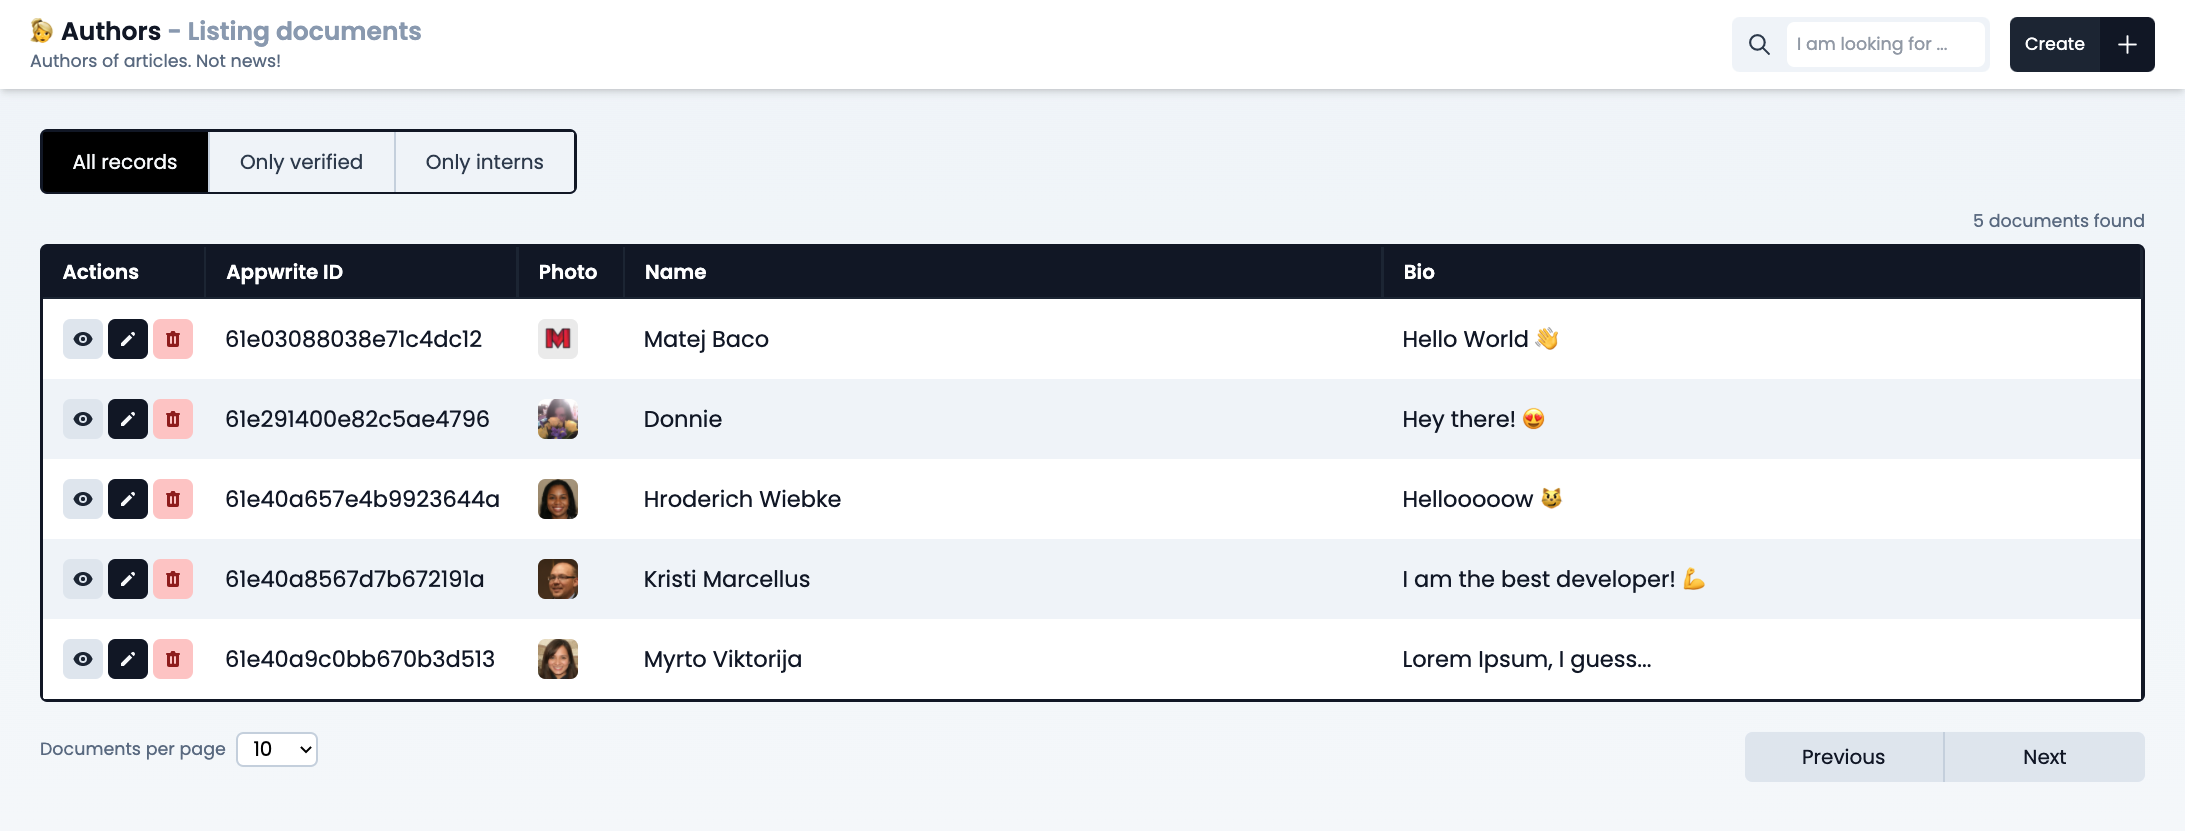 👩‍🦱 Authors - Listing documents
Authors of articles. Not news!
I am looking for ...
Create
All records
Only verified
Only interns
5 documents found
Actions Appwrite ID Photo Name Bio
61e03088038e71c4dc12 M Matej Baco Hello World 👋
61e291400e82c5ae4796 Donnie Hey there! 😍
61e40a657e4b9923644a Hroderich Wiebke Hellooooow 😼
61e40a8567d7b672191a Kristi Marcellus I am the best developer! 💪
61e40a9c0bb670b3d513 Myrto Viktorija Lorem Ipsum, I guess...
Documents per page 10
Previous
Next